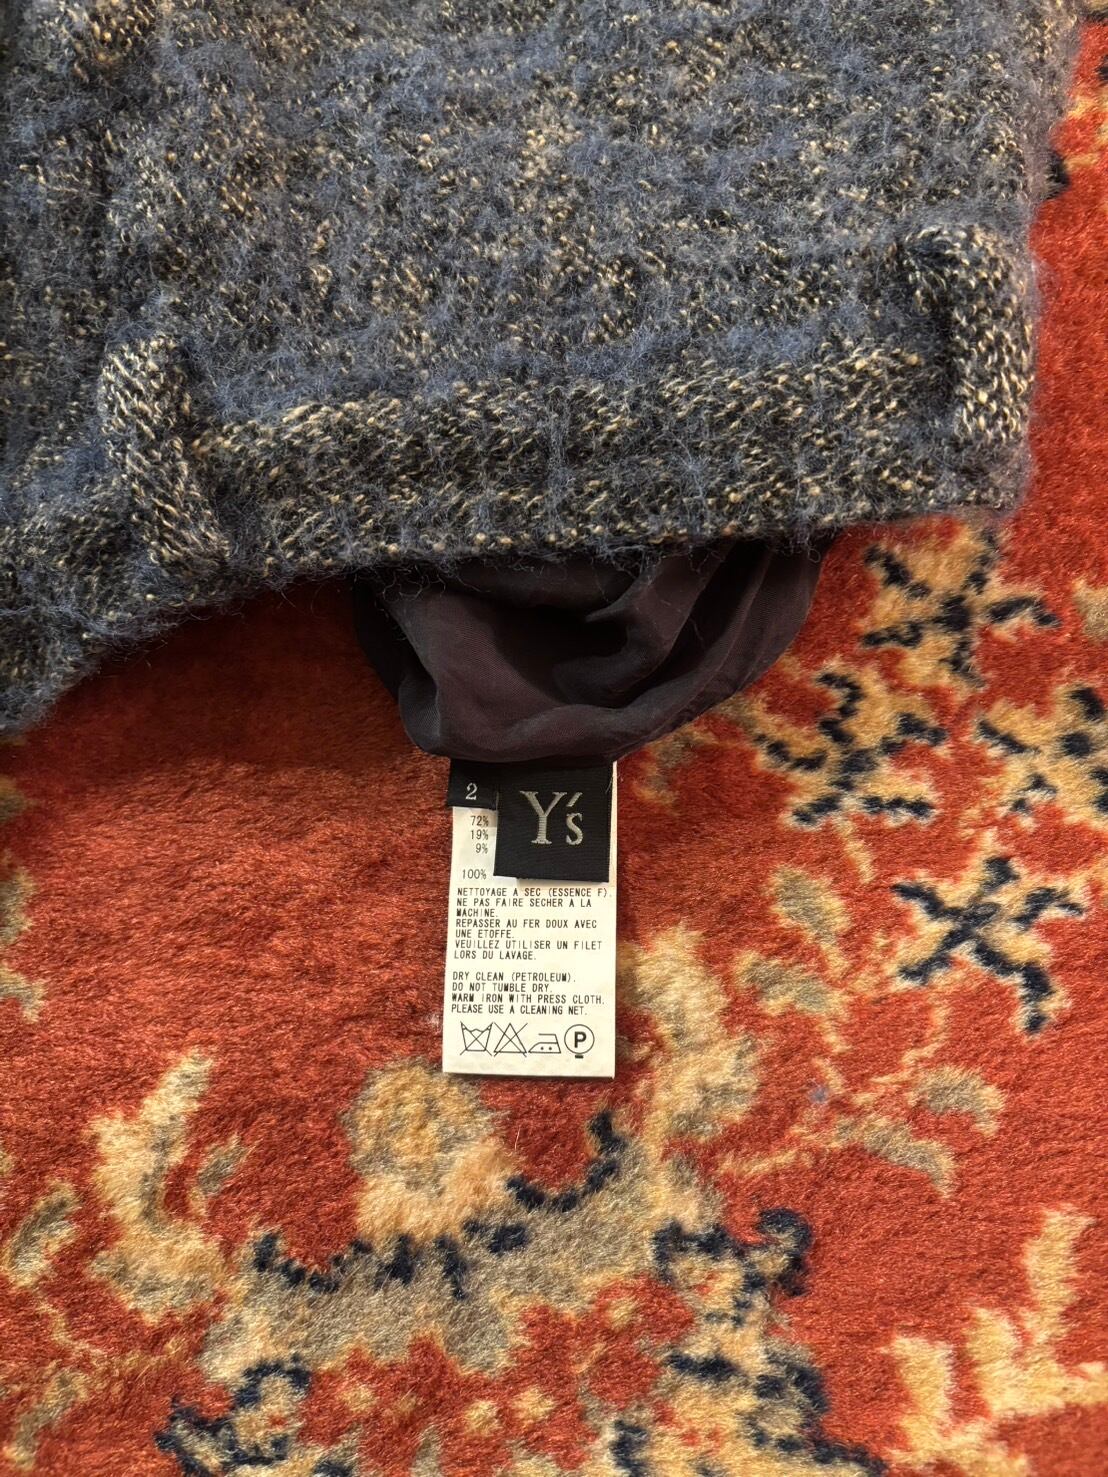 2
Y's
72%
19%
9%
100%
NETTOYAGE A SEC (ESSENCE F).
NE PAS FAIRE SECHER A LA
MACHINE.
REPASSER AU FER DOUX AVEC
UNE ETOFFE.
VEUILLEZ UTILISER UN FILET
LORS DU LAVAGE.
DRY CLEAN (PETROLEUM).
DO NOT TUMBLE DRY.
WARM IRON WITH PRESS CLOTH.
PLEASE USE A CLEANING NET.
P